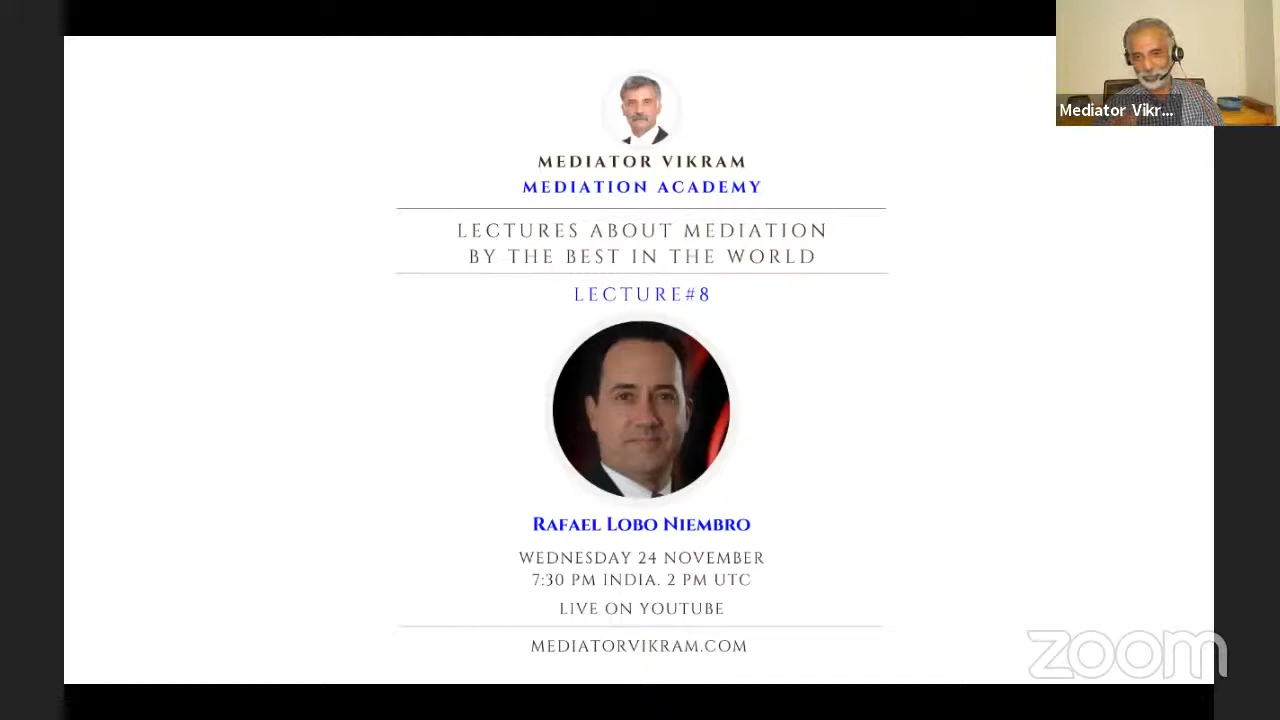 MEDIATOR VIKRAM
MEDIATION ACADEMY
LECTURES ABOUT MEDIATION
BY THE BEST IN THE WORLD
LECTURE#8
RAFAEL LOBO NIEMBRO
WEDNESDAY 24 NOVEMBER
7:30 PM INDIA. 2 PM UTC
LIVE ON YOUTUBE
MEDIATORVIKRAM.COM
Mediator Vikr...
zoom